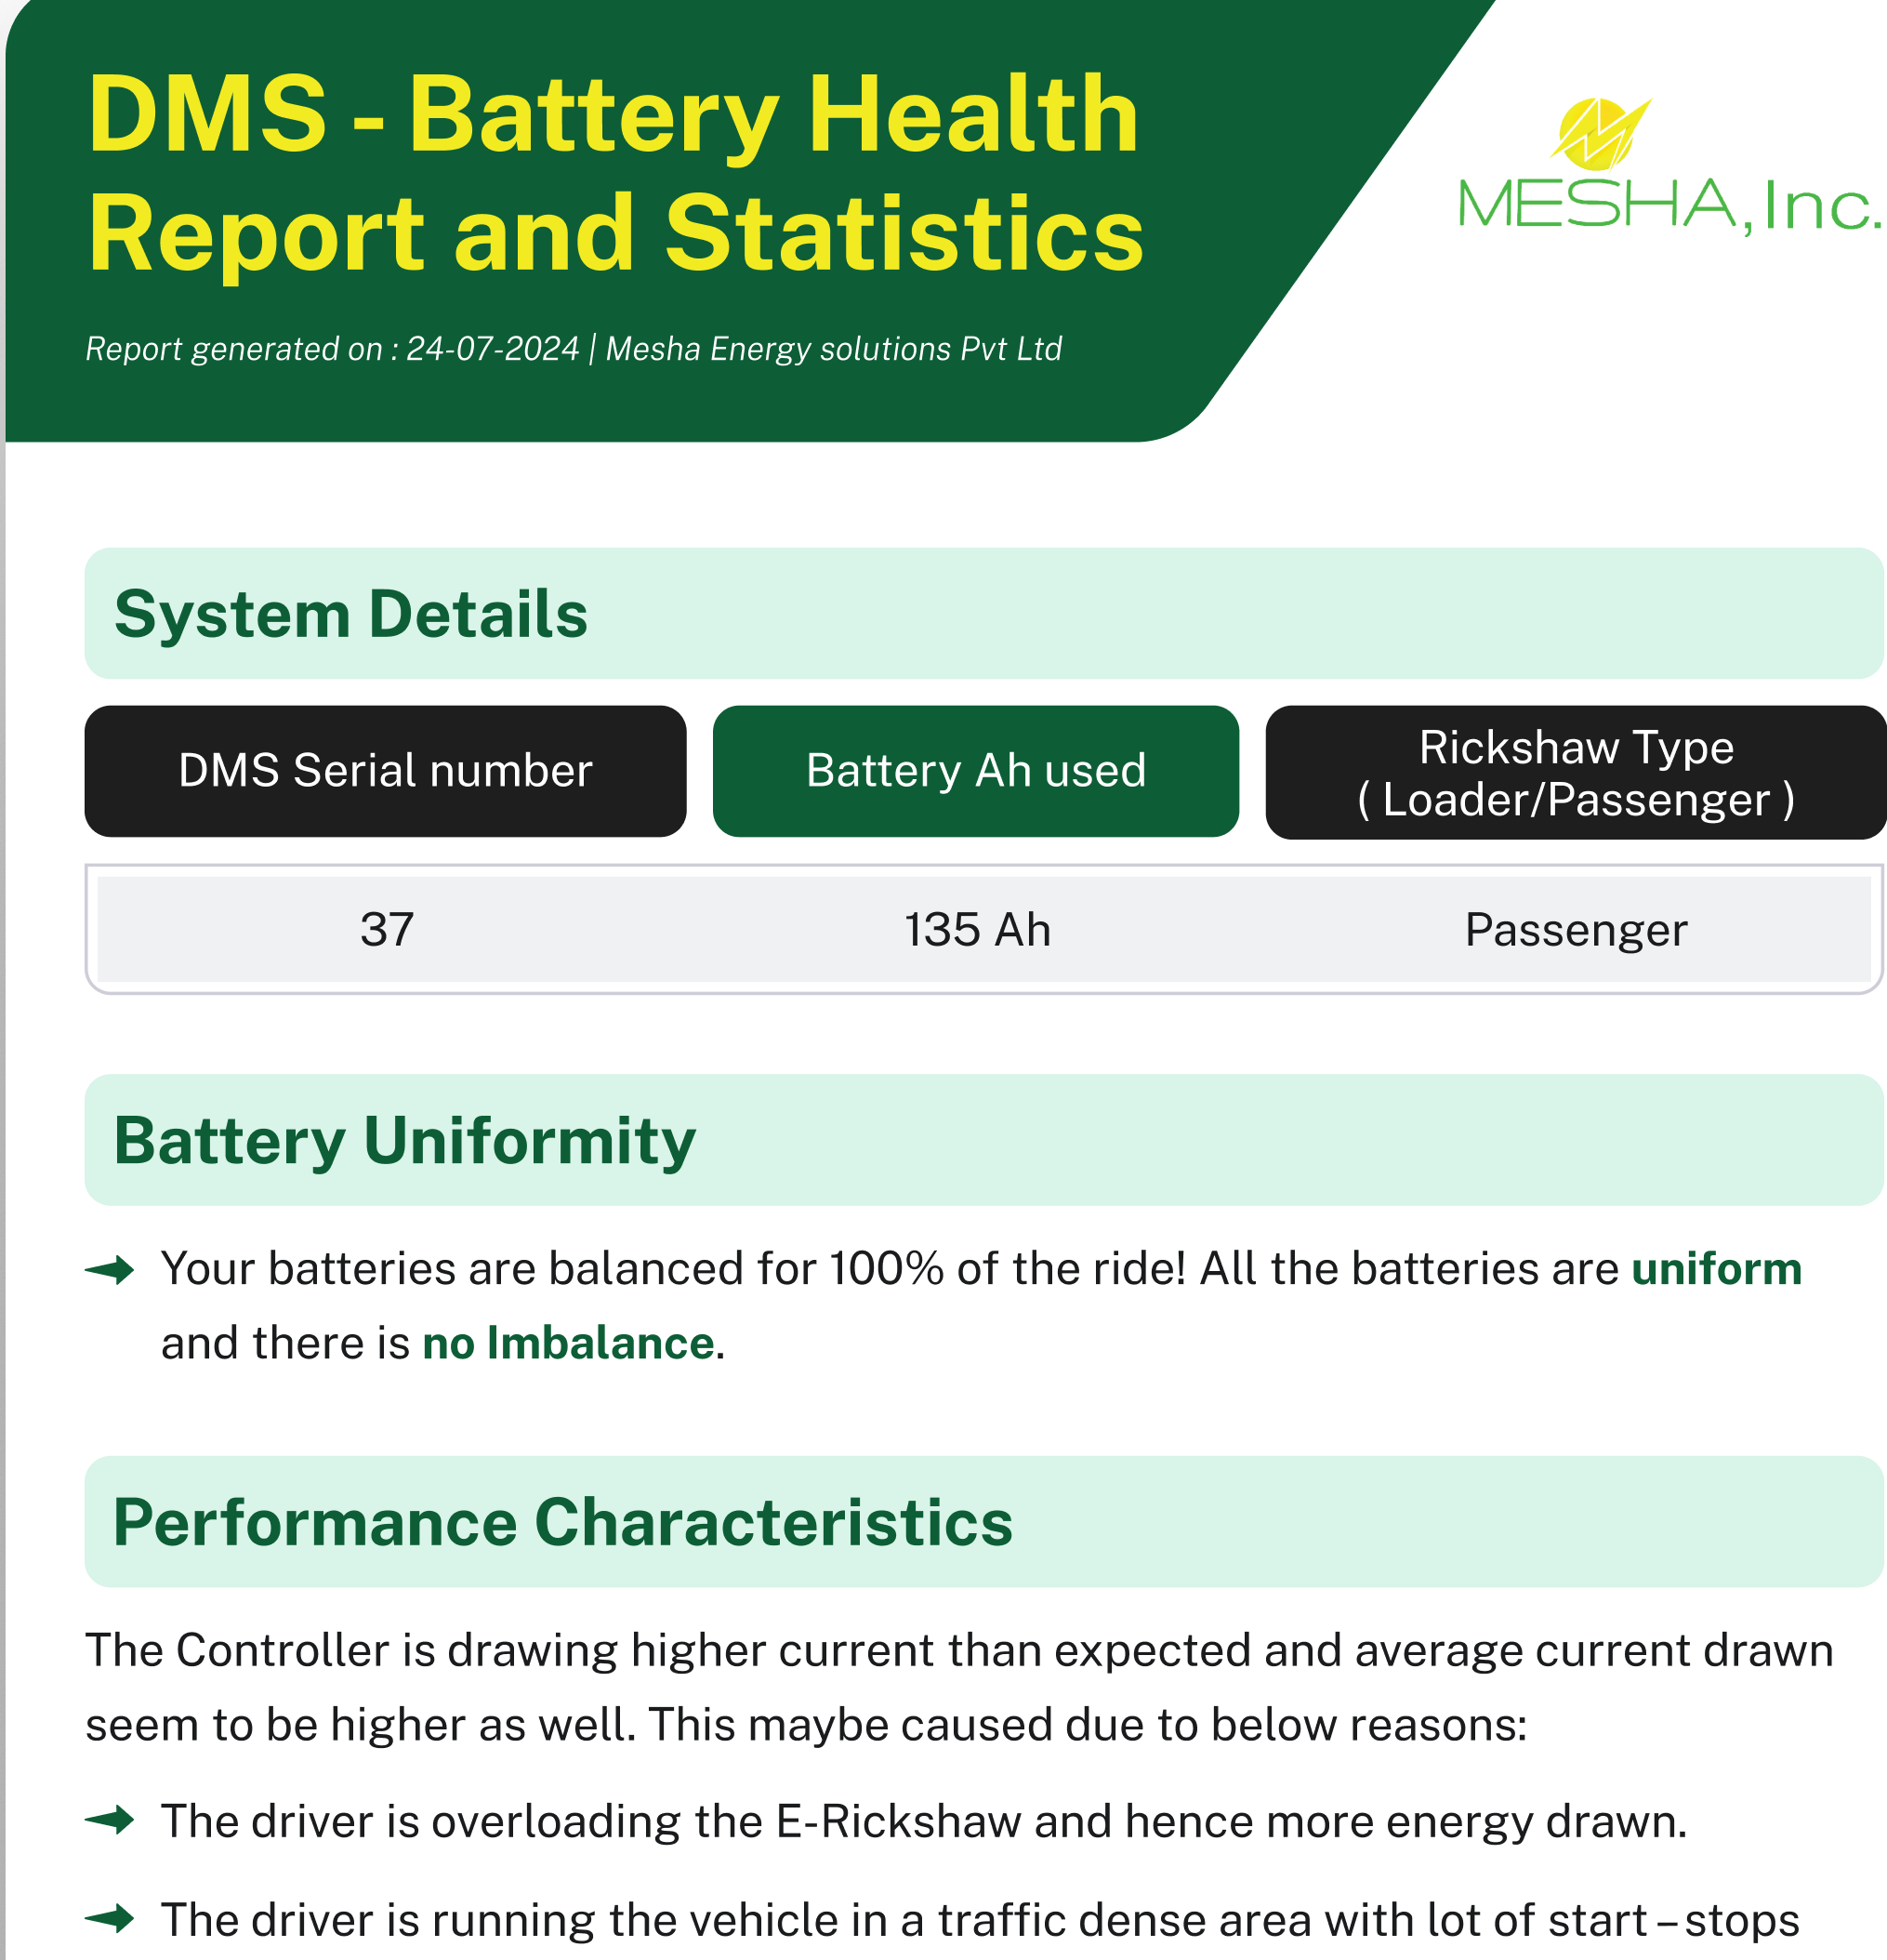 DMS - Battery Health
Report and Statistics
MESHA, Inc.
Report generated on : 24-07-2024 | Mesha Energy solutions Pvt Ltd
System Details
DMS Serial number
Battery Ah used
Rickshaw Type
( Loader/Passenger )
37
135 Ah
Passenger
Battery Uniformity
Your batteries are balanced for 100% of the ride! All the batteries are uniform
and there is no Imbalance.
Performance Characteristics
The Controller is drawing higher current than expected and average current drawn
seem to be higher as well. This maybe caused due to below reasons:
The driver is overloading the E-Rickshaw and hence more energy drawn.
The driver is running the vehicle in a traffic dense area with lot of start – stops